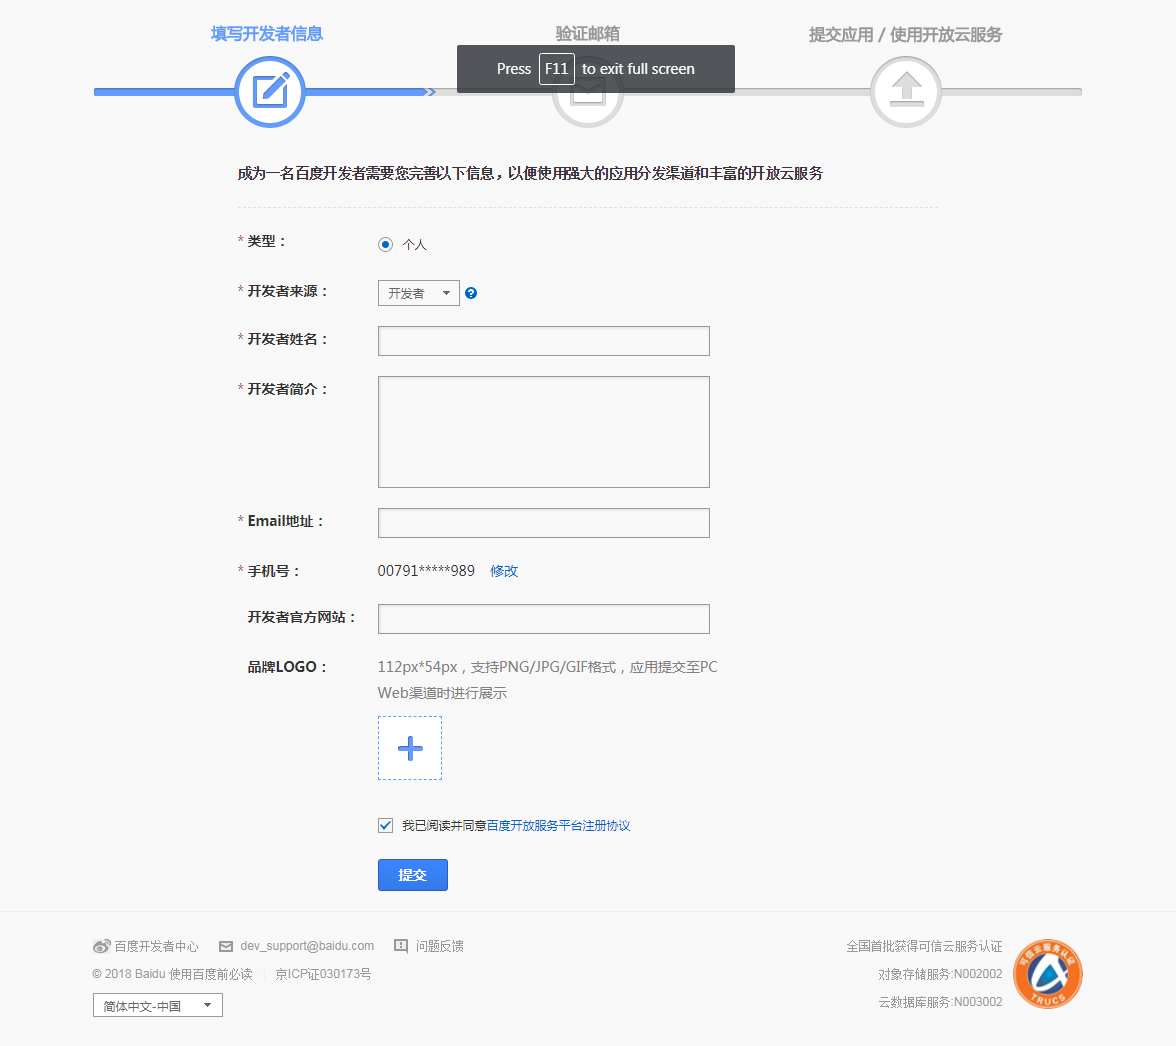 填写开发者信息
验证邮箱
提交应用 / 使用开放云服务
Press F11 to exit full screen
成为一名百度开发者需要您完善以下信息，以便使用强大的应用分发渠道和丰富的开放云服务
* 类型： 个人
* 开发者来源： 开发者
* 开发者姓名：
* 开发者简介：
* Email地址：
* 手机号： 00791*****989 修改
开发者官方网站：
品牌LOGO： 112px*54px，支持PNG/JPG/GIF格式，应用提交至PC
Web渠道时进行展示
我已阅读并同意百度开放服务平台注册协议
提交
百度开发者中心 dev_support@baidu.com 问题反馈
© 2018 Baidu 使用百度前必读 京ICP证030173号
简体中文-中国
全国首批获得可信云服务认证
对象存储服务:N002002
云数据库服务:N003002
可信云服务认证
TRUCS